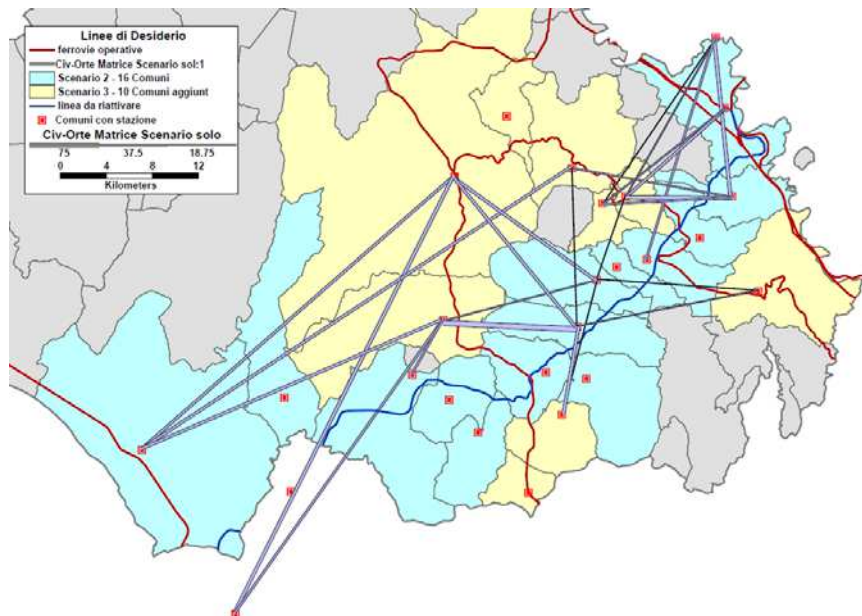 Linee di Desiderio
ferrovie operative
Civ-Orte Matrice Scenario sol:1
Scenario 2 - 16 Comuni
Scenario 3 - 10 Comuni aggiunt
linea da riattivare
Comuni con stazione
Civ-Orte Matrice Scenario solo
75 37.5 18.75
0 4 8 12
Kilometers